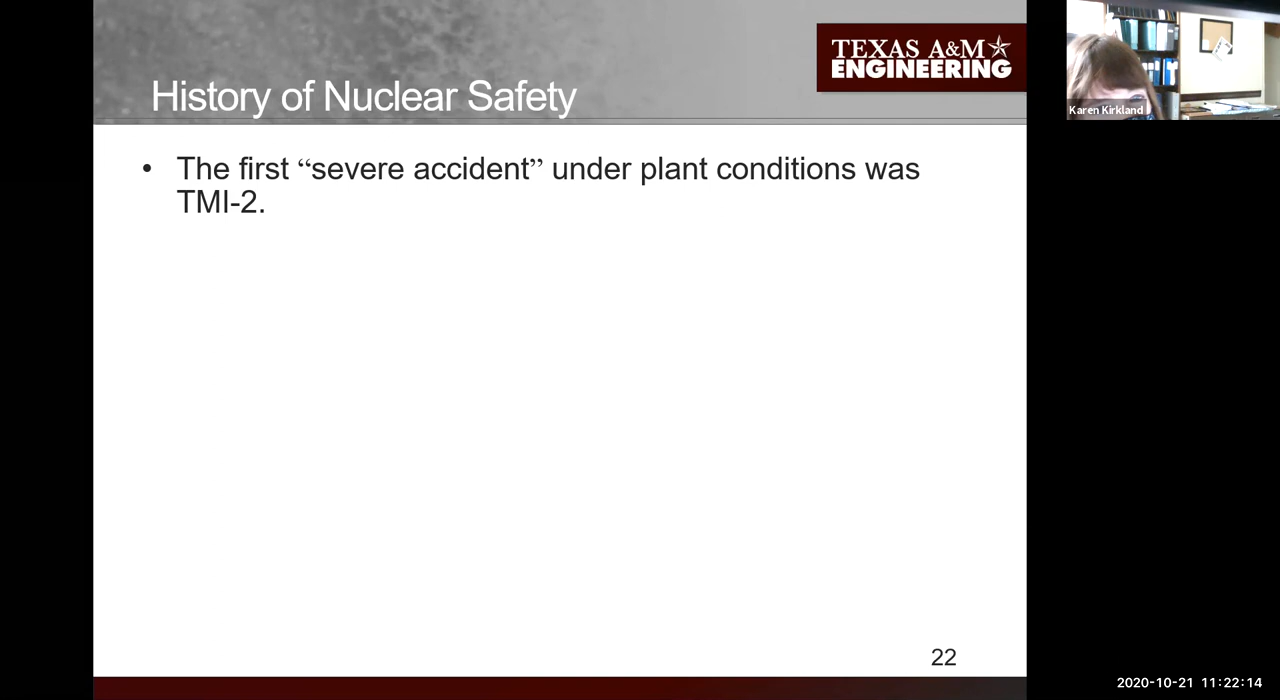 TEXAS A&M
ENGINEERING
History of Nuclear Safety
• The first “severe accident” under plant conditions was
TMI-2.
22
Karen Kirkland
2020-10-21 11:22:14